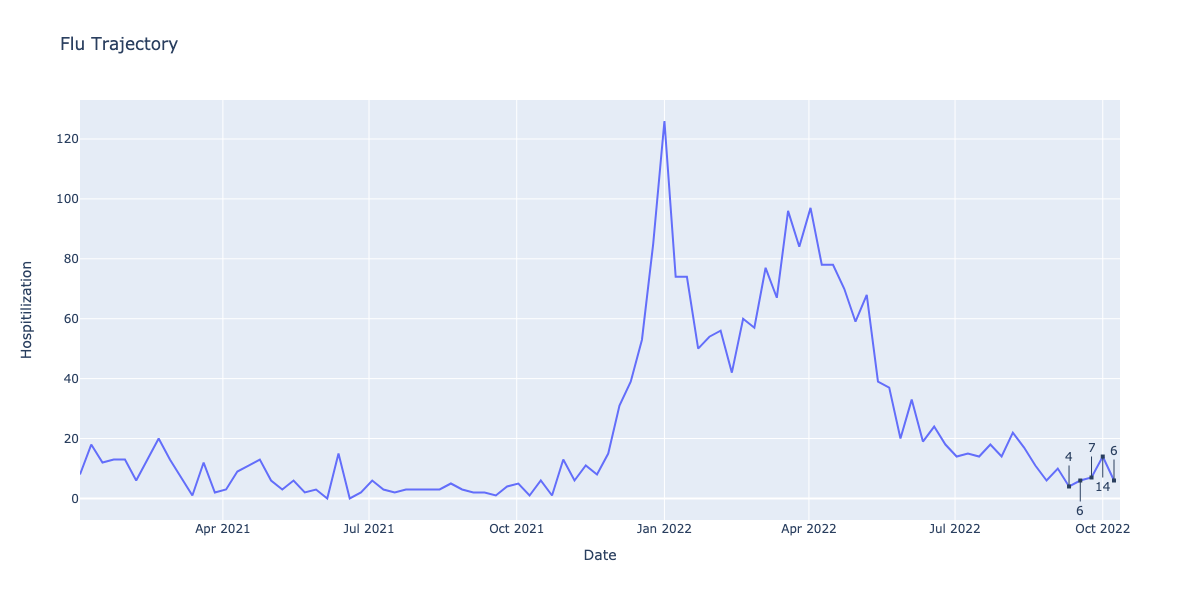 Flu Trajectory
Hospitilization
120
100
80
60
40
20
0
4
6
7
14
6
Apr 2021
Jul 2021
Oct 2021
Jan 2022
Apr 2022
Jul 2022
Oct 2022
Date